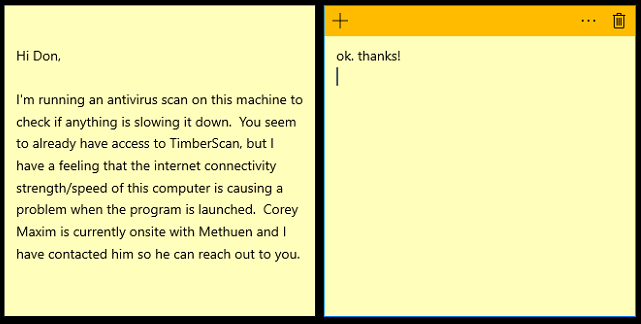 Hi Don,
I'm running an antivirus scan on this machine to
check if anything is slowing it down.  You seem
to already have access to TimberScan, but I
have a feeling that the internet connectivity
strength/speed of this computer is causing a
problem when the program is launched.  Corey
Maxim is currently onsite with Methuen and I
have contacted him so he can reach out to you.
ok. thanks!